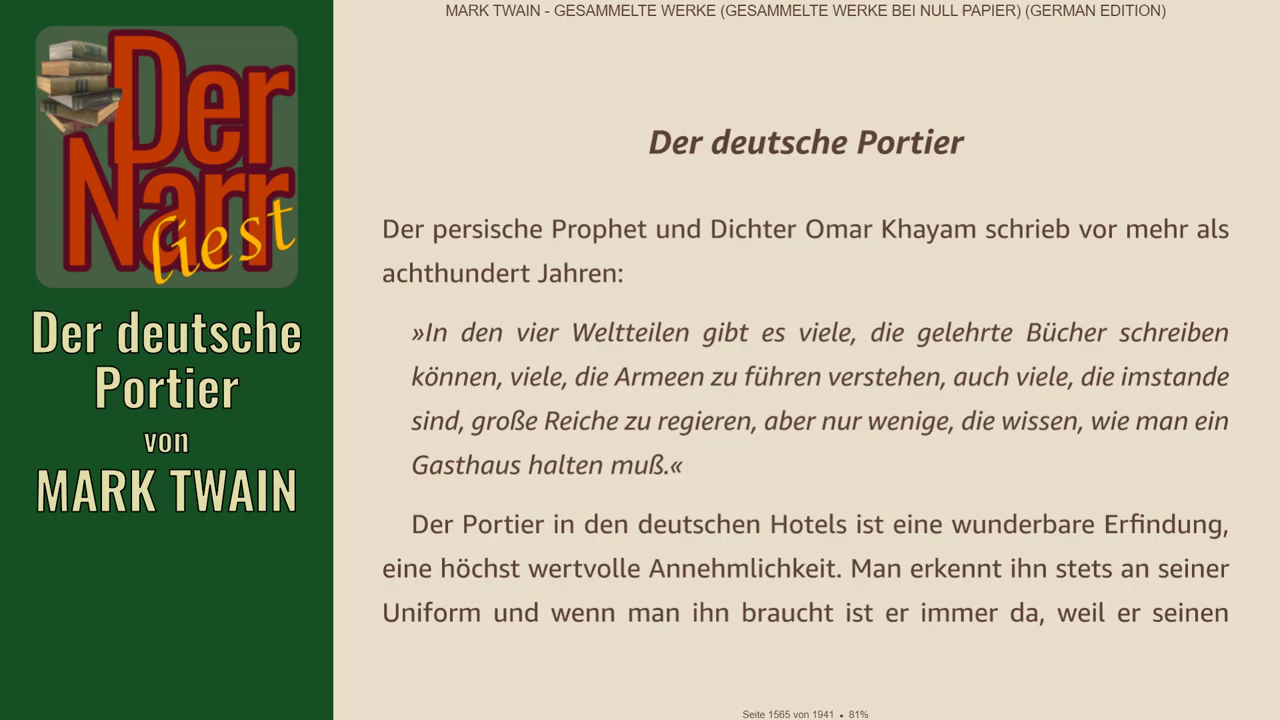 Der
Narr
liest
Der deutsche
Portier
von
MARK TWAIN
MARK TWAIN - GESAMMELTE WERKE (GESAMMELTE WERKE BEI NULL PAPIER) (GERMAN EDITION)
Der deutsche Portier
Der persische Prophet und Dichter Omar Khayam schrieb vor mehr als
achthundert Jahren:
»In den vier Weltteilen gibt es viele, die gelehrte Bücher schreiben
können, viele, die Armeen zu führen verstehen, auch viele, die imstande
sind, große Reiche zu regieren, aber nur wenige, die wissen, wie man ein
Gasthaus halten muß.«
Der Portier in den deutschen Hotels ist eine wunderbare Erfindung,
eine höchst wertvolle Annehmlichkeit. Man erkennt ihn stets an seiner
Uniform und wenn man ihn braucht ist er immer da, weil er seinen
Seite 1565 von 1941 • 81%